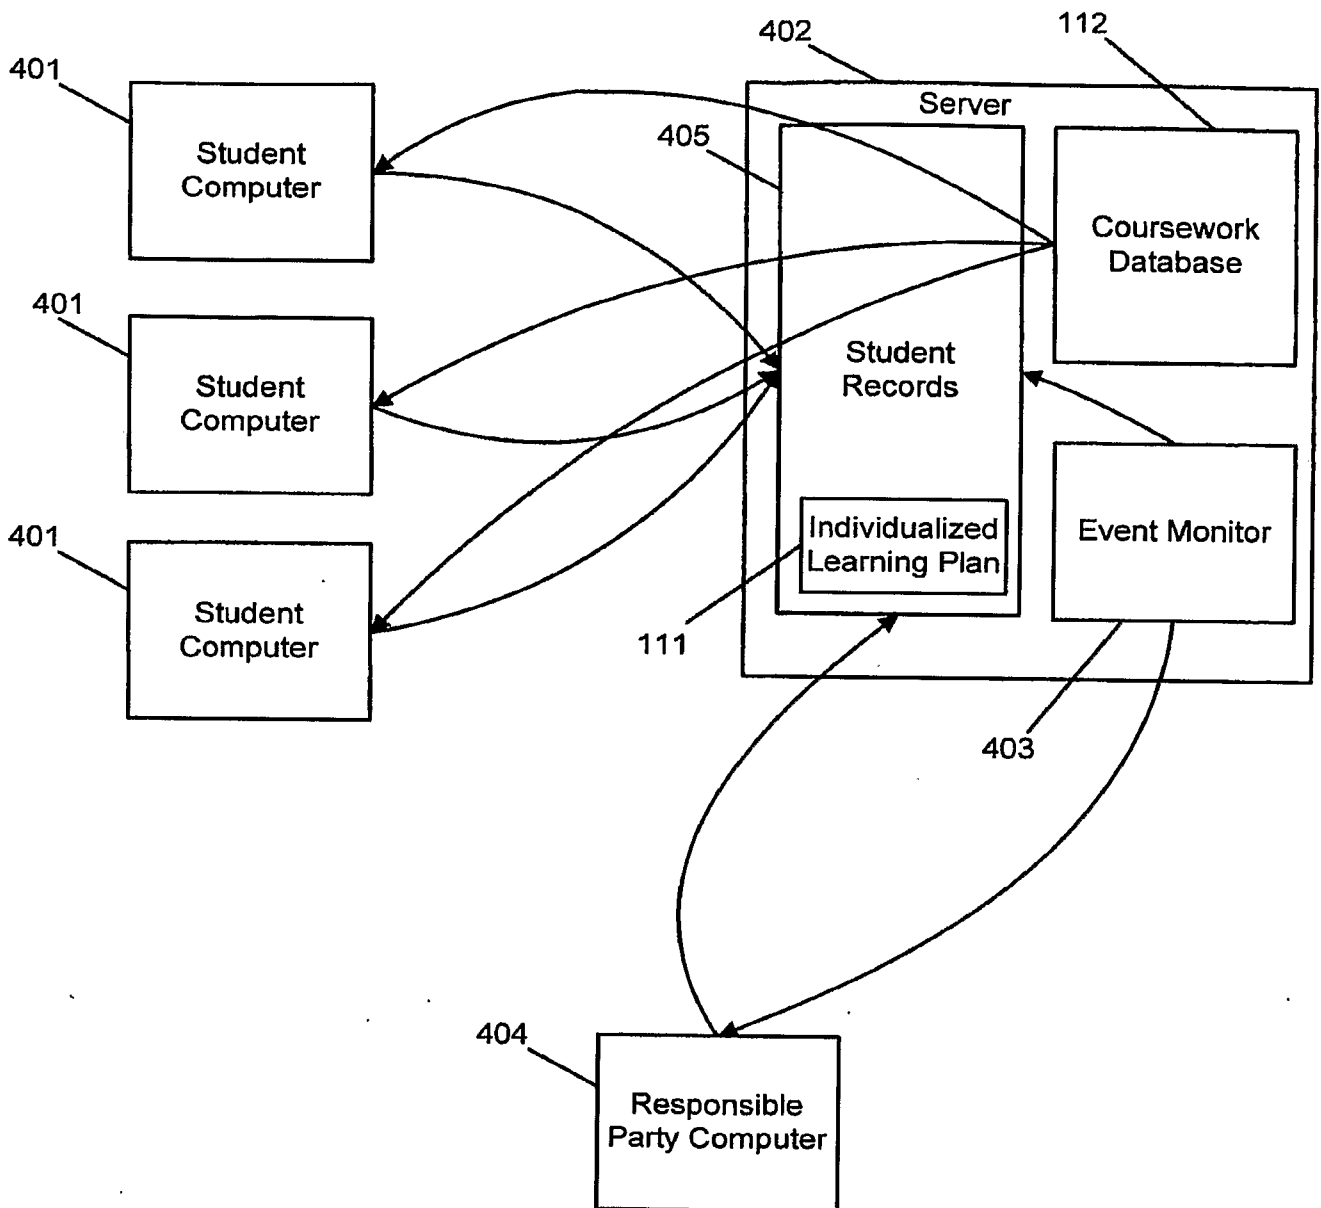 112
402
401
Server
405
Student
Computer
Coursework
Database
401
Student
Records
Student
Computer
401
Individualized
Learning Plan
Event Monitor
Student
Computer
111
403
404
Responsible
Party Computer